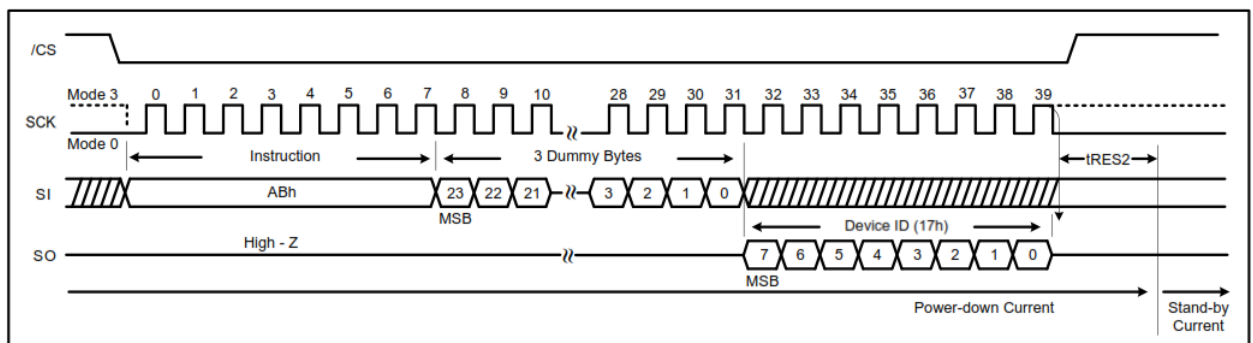 /CS
Mode 3 0 1 2 3 4 5 6 7 8 9 10 28 29 30 31 32 33 34 35 36 37 38 39
SCK
Mode 0
Instruction 3 Dummy Bytes tRES2
SI ABh 23 22 21 3 2 1 0
MSB
Device ID (17h)
High - Z
SO 7 6 5 4 3 2 1 0
MSB
Power-down Current Stand-by
Current